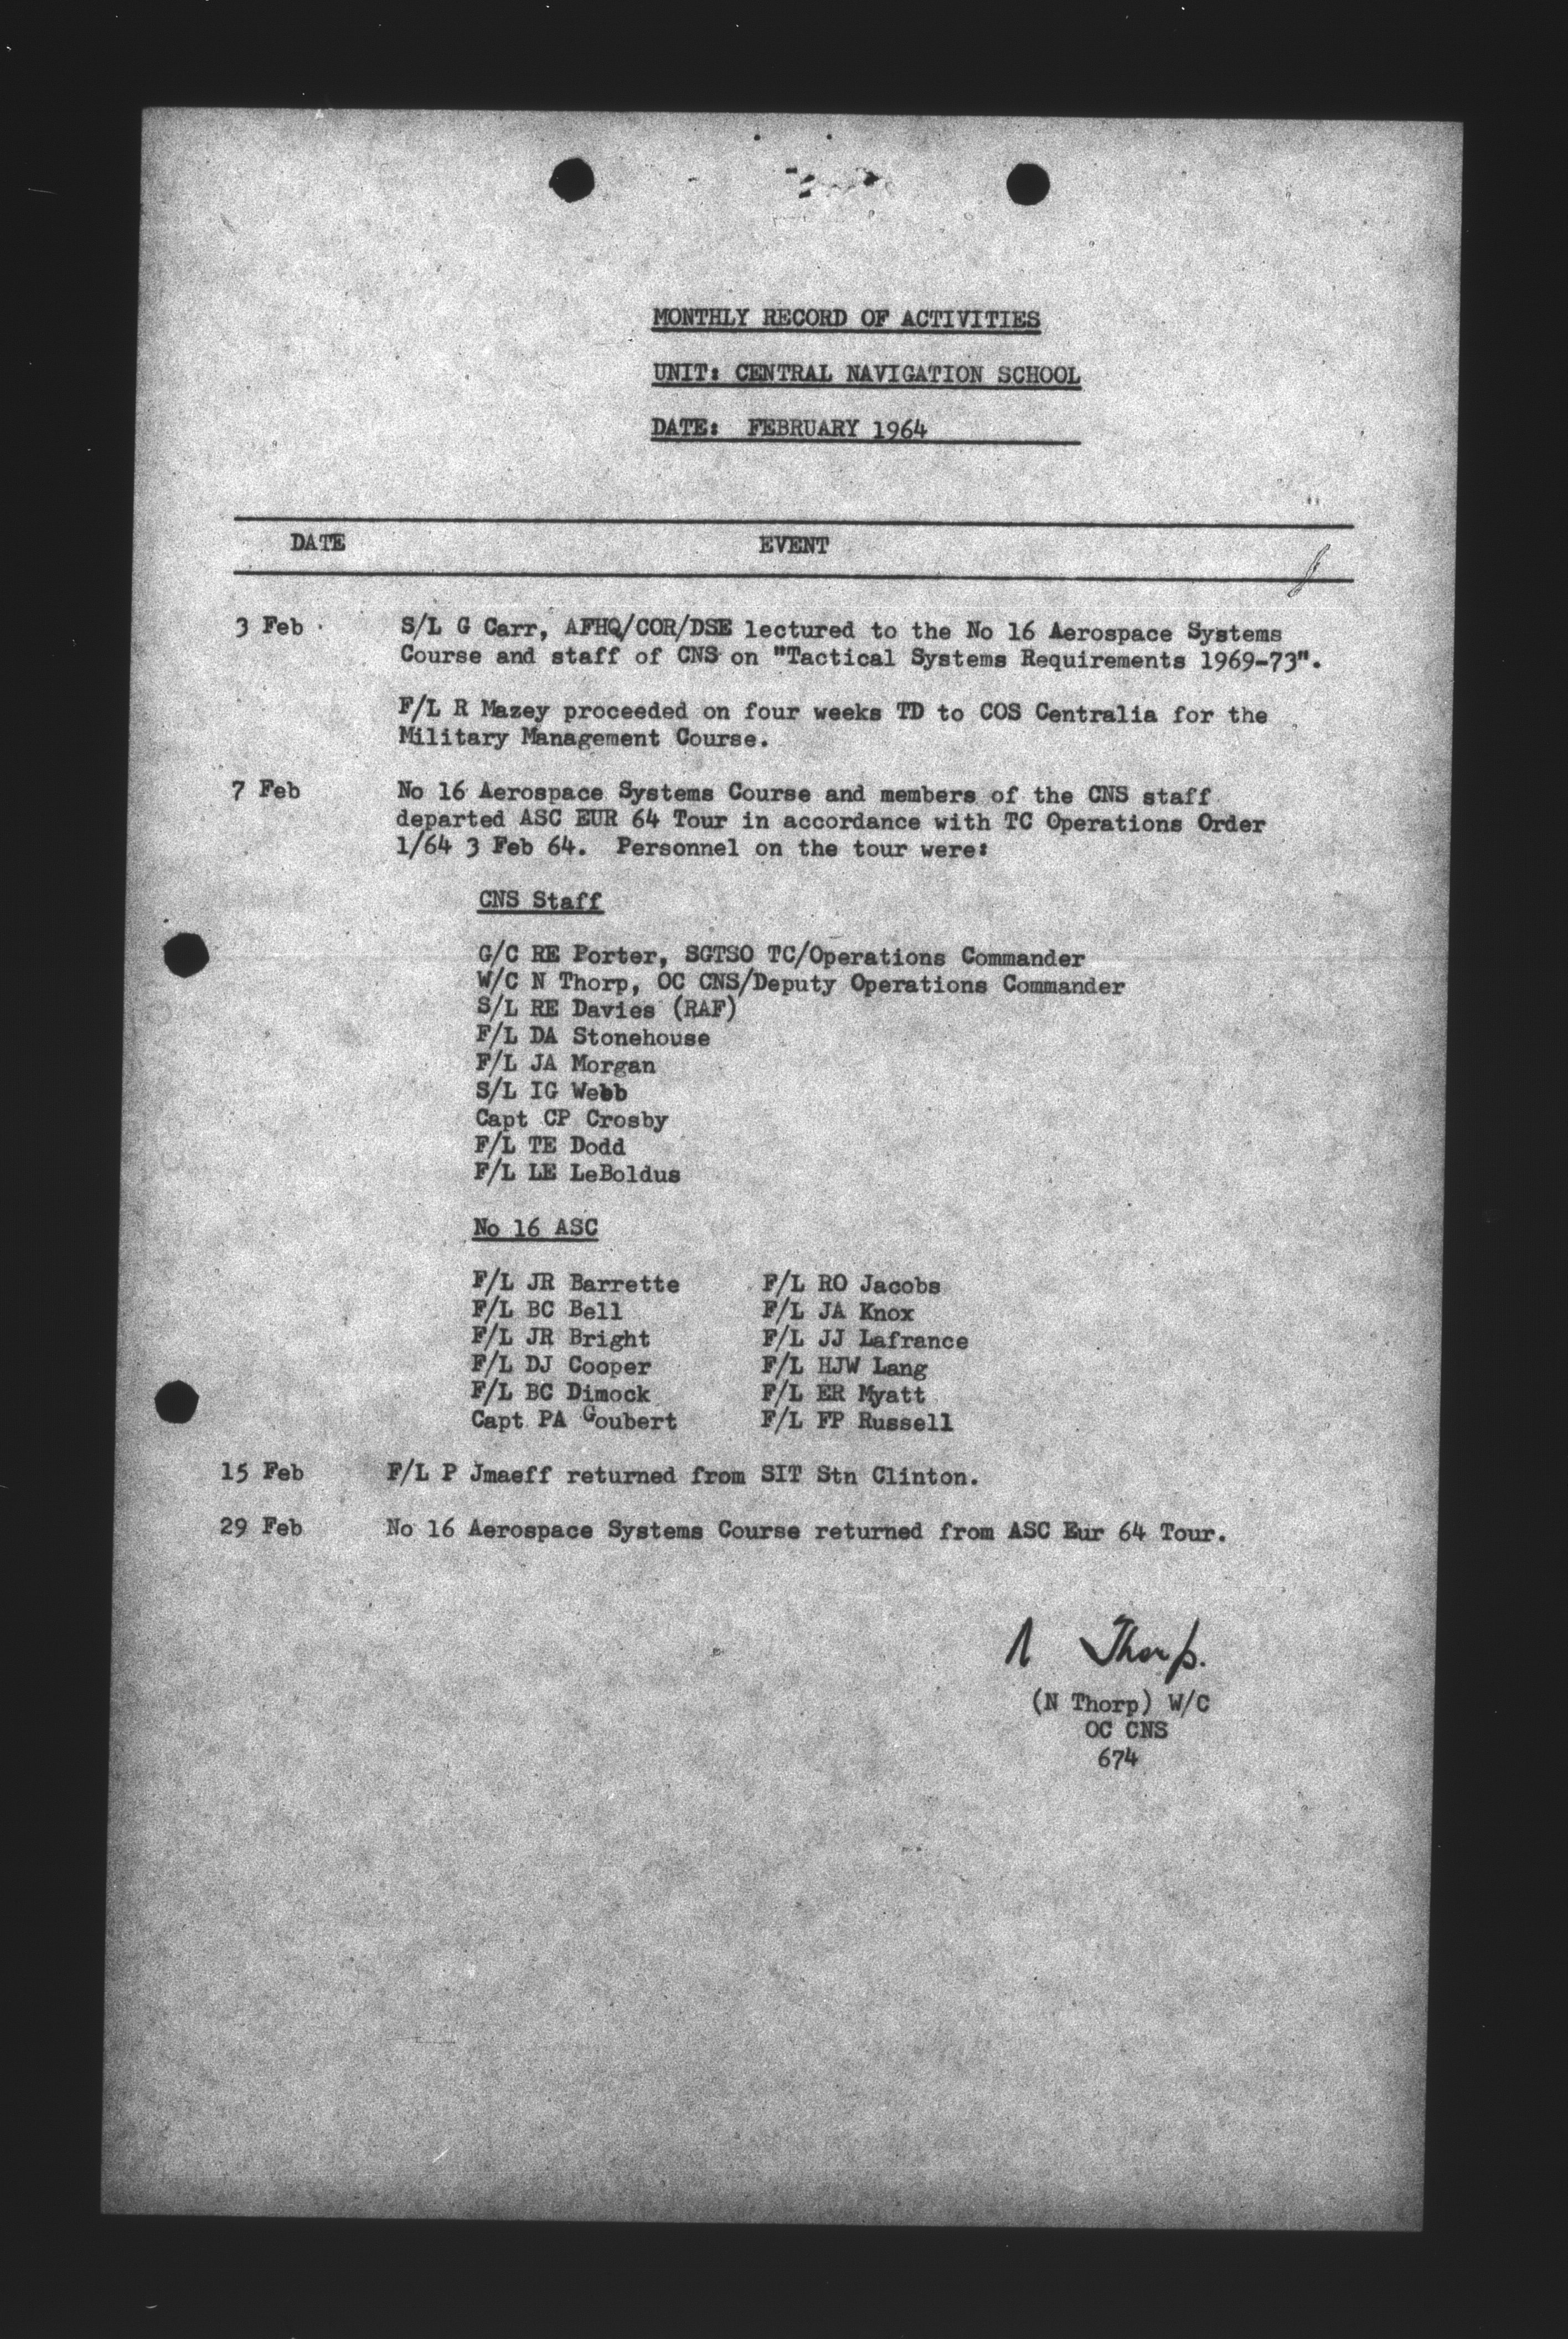 MONTHLY RECORD OF ACTIVITIES
UNIT: CENTRAL NAVIGATION SCHOOL
DATE: FEBRUARY 1964
DATE EVENT
3 Feb S/L G Carr, AFHQ/COR/DSE lectured to the No 16 Aerospace Systems
Course and staff of CNS on "Tactical Systems Requirements 1969-73".
F/L R Mazey proceeded on four weeks TD to COS Centralia for the
Military Management Course.
7 Feb No 16 Aerospace Systems Course and members of the CNS staff
departed ASC EUR 64 Tour in accordance with TC Operations Order
1/64 3 Feb 64. Personnel on the tour were:
CNS Staff
G/C RE Porter, SGTSO TC/Operations Commander
W/C N Thorp, OC CNS/Deputy Operations Commander
S/L RE Davies (RAF)
F/L DA Stonehouse
F/L JA Morgan
S/L IG Webb
Capt CP Crosby
F/L TE Dodd
F/L LE LeBoldus
No 16 ASC
F/L JR Barrette F/L RO Jacobs
F/L BC Bell F/L JA Knox
F/L JR Bright F/L JJ Lafrance
F/L DJ Cooper F/L HJW Lang
F/L BC Dimock F/L ER Myatt
Capt PA Goubert F/L FP Russell
15 Feb F/L P Jmaeff returned from SIT Stn Clinton.
29 Feb No 16 Aerospace Systems Course returned from ASC Eur 64 Tour.
N Thorp.
(N Thorp) W/C
OC CNS
674